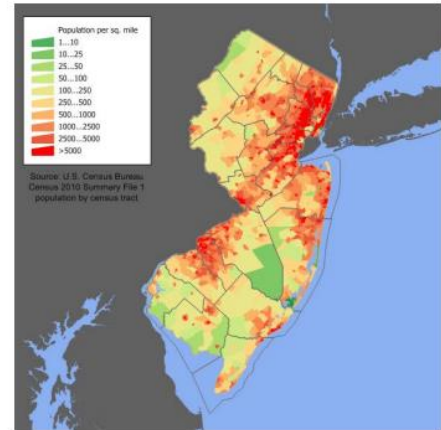 Population per sq. mile
1...10
10...25
25...50
50...100
100...250
250...500
500...1000
1000...2500
2500...5000
>5000
Source: U.S. Census Bureau
Census 2010 Summary File 1
population by census tract